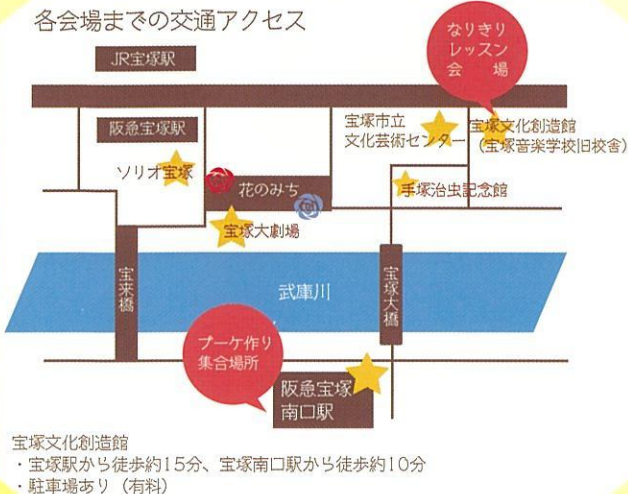 各会場までの交通アクセス
なりきり
レッスン
会　場
JR宝塚駅
阪急宝塚駅
宝塚市立
文化芸術センター
宝塚文化創造館
（宝塚音楽学校旧校舎）
ソリオ宝塚
花のみち
手塚治虫記念館
宝塚大劇場
宝来橋
武庫川
宝塚大橋
ブーケ作り
集合場所
阪急宝塚
南口駅
宝塚文化創造館
・宝塚駅から徒歩約15分、宝塚南口駅から徒歩約10分
・駐車場あり（有料）